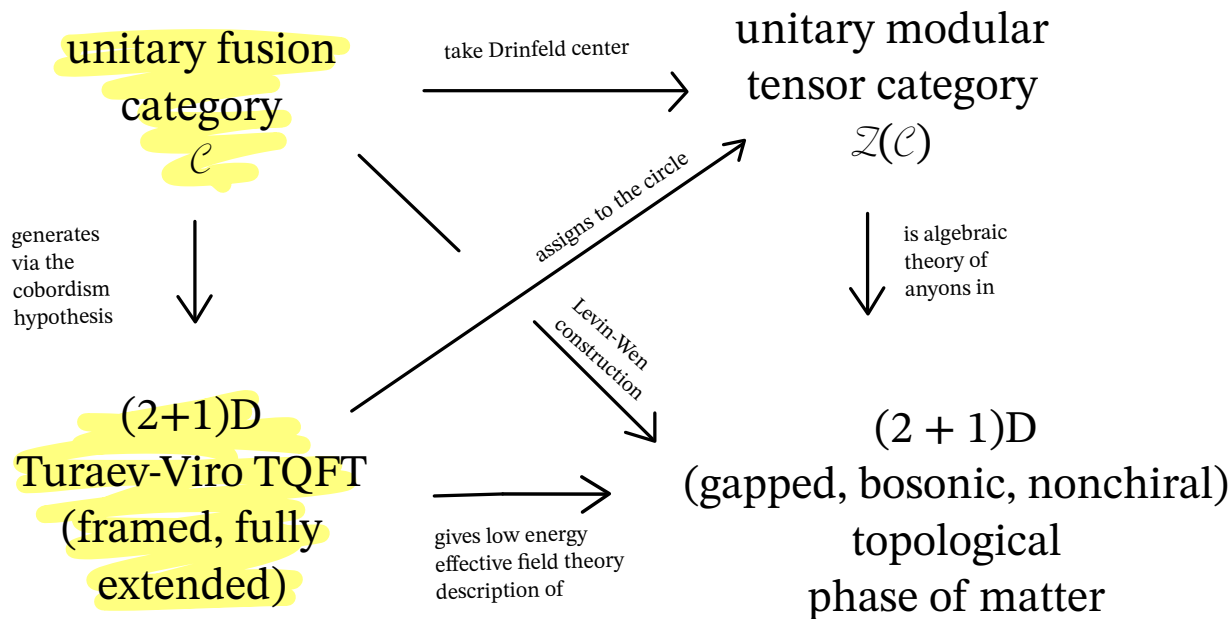 unitary fusion
category
𝒞
take Drinfeld center
unitary modular
tensor category
𝒵(𝒞)
generates
via the
cobordism
hypothesis
assigns to the circle
is algebraic
theory of
anyons in
Levin-Wen
construction
(2+1)D
Turaev-Viro TQFT
(framed, fully
extended)
gives low energy
effective field theory
description of
(2 + 1)D
(gapped, bosonic, nonchiral)
topological
phase of matter